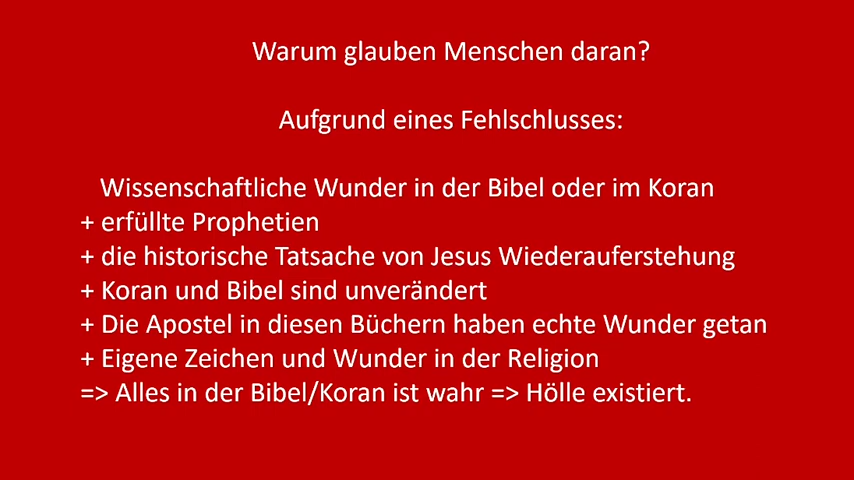 Warum glauben Menschen daran?
Aufgrund eines Fehlschlusses:
Wissenschaftliche Wunder in der Bibel oder im Koran
+ erfüllte Prophetien
+ die historische Tatsache von Jesus Wiederauferstehung
+ Koran und Bibel sind unverändert
+ Die Apostel in diesen Büchern haben echte Wunder getan
+ Eigene Zeichen und Wunder in der Religion
=> Alles in der Bibel/Koran ist wahr => Hölle existiert.